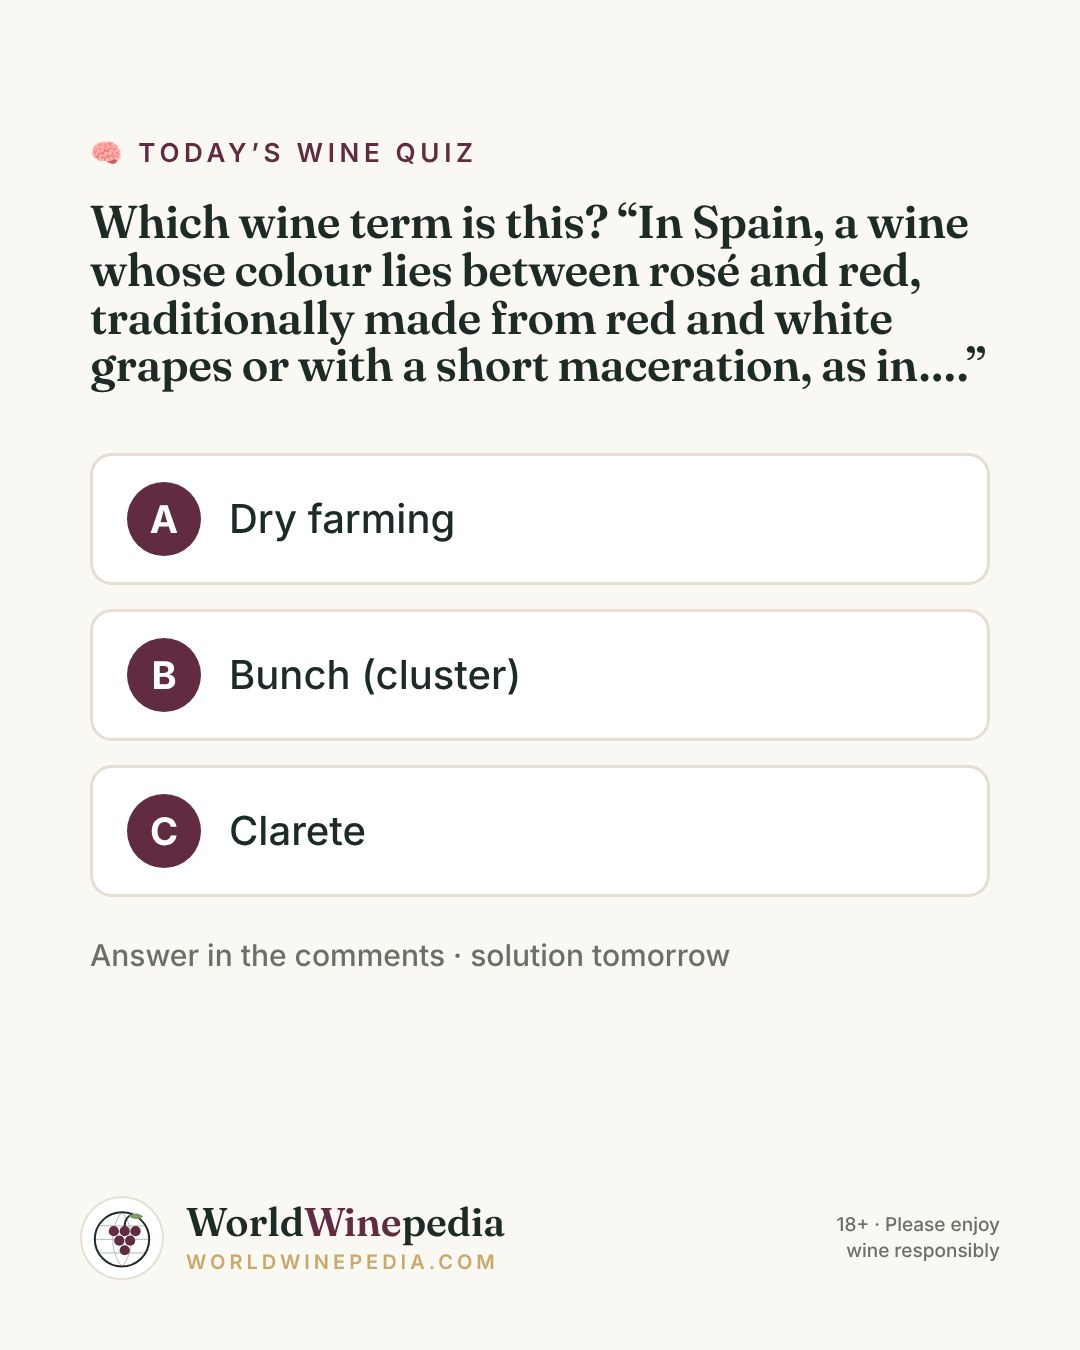 🧠 TODAY’S WINE QUIZ
Which wine term is this? “In Spain, a wine
whose colour lies between rosé and red,
traditionally made from red and white
grapes or with a short maceration, as in....”
A Dry farming
B Bunch (cluster)
C Clarete
Answer in the comments · solution tomorrow
WorldWinepedia
WORLDWINEPEDIA.COM
18+ · Please enjoy
wine responsibly